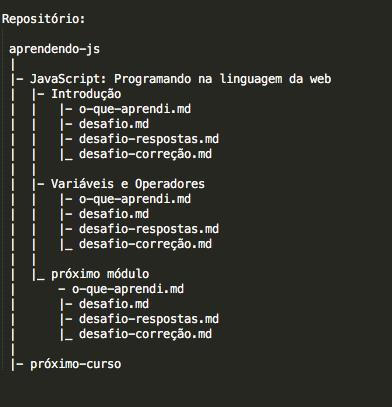 Repositório:
aprendendo-js
|
|- JavaScript: Programando na linguagem da web
|  |- Introdução
|  |   |- o-que-aprendi.md
|  |   |- desafio.md
|  |   |- desafio-respostas.md
|  |   |_ desafio-correção.md
|  |
|  |- Variáveis e Operadores
|  |   |- o-que-aprendi.md
|  |   |- desafio.md
|  |   |- desafio-respostas.md
|  |   |_ desafio-correção.md
|  |
|  |_ próximo módulo
|      - o-que-aprendi.md
|      |- desafio.md
|      |- desafio-respostas.md
|      |_ desafio-correção.md
|
|- próximo-curso